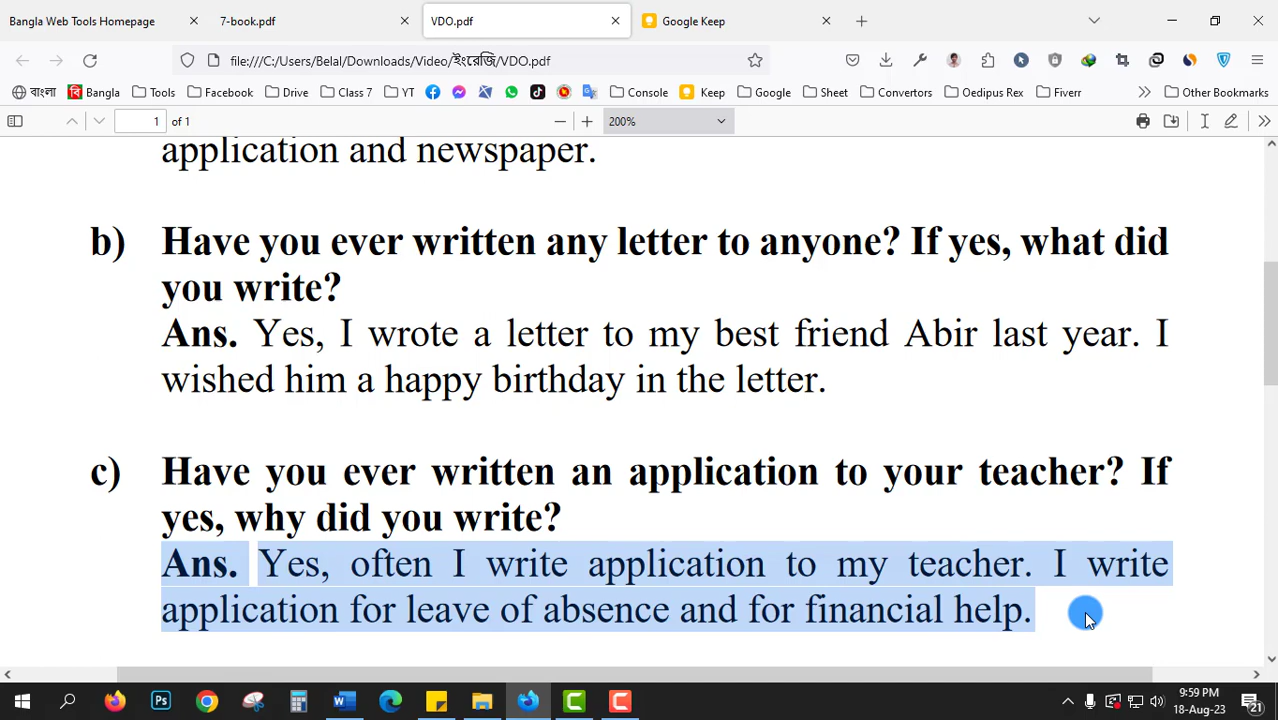 Bangla Web Tools Homepage
7-book.pdf
VDO.pdf
Google Keep
file:///C:/Users/Belal/Downloads/Video/ইংরেজি/VDO.pdf
বাংলা Bangla Tools Facebook Drive Class 7 YT Console Keep Google Sheet Convertors Oedipus Rex Fiverr Other Bookmarks
1 of 1 200%
application and newspaper.
b) Have you ever written any letter to anyone? If yes, what did
you write?
Ans. Yes, I wrote a letter to my best friend Abir last year. I
wished him a happy birthday in the letter.
c) Have you ever written an application to your teacher? If
yes, why did you write?
Ans. Yes, often I write application to my teacher. I write
application for leave of absence and for financial help.
9:59 PM
18-Aug-23
21